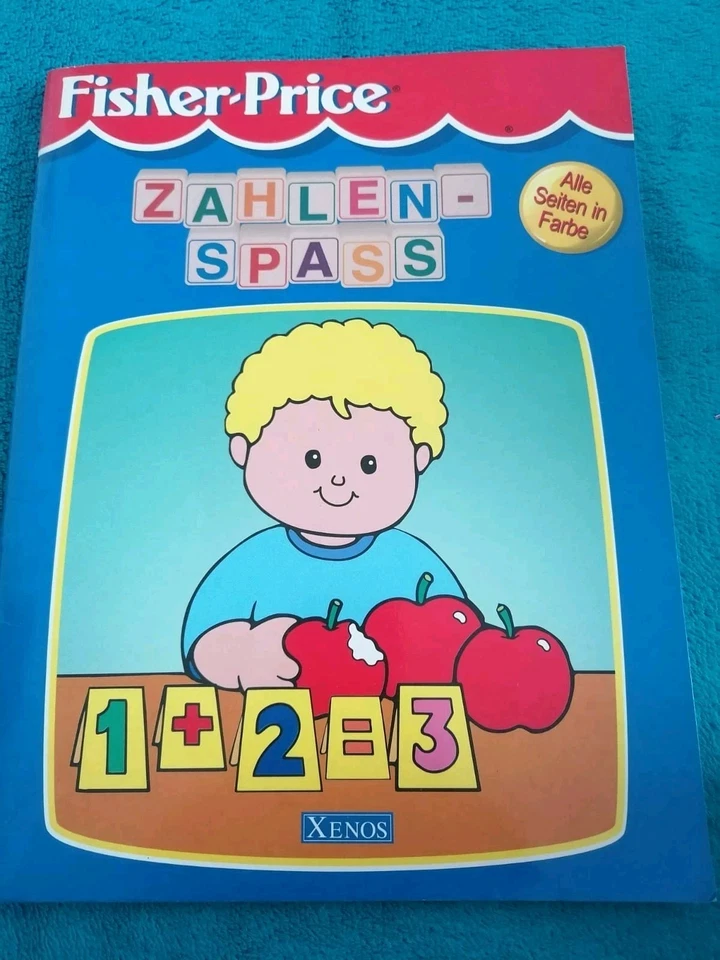 Fisher-Price®
®
ZAHLEN-
SPASS
Alle
Seiten in
Farbe
1 + 2 = 3
XENOS